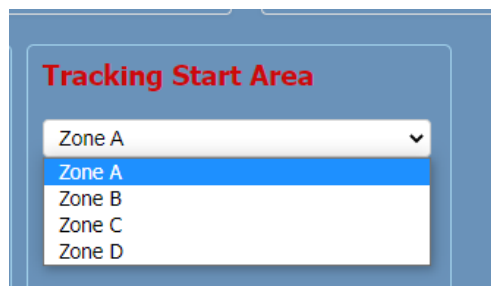 Tracking Start Area
Zone A
Zone A
Zone B
Zone C
Zone D